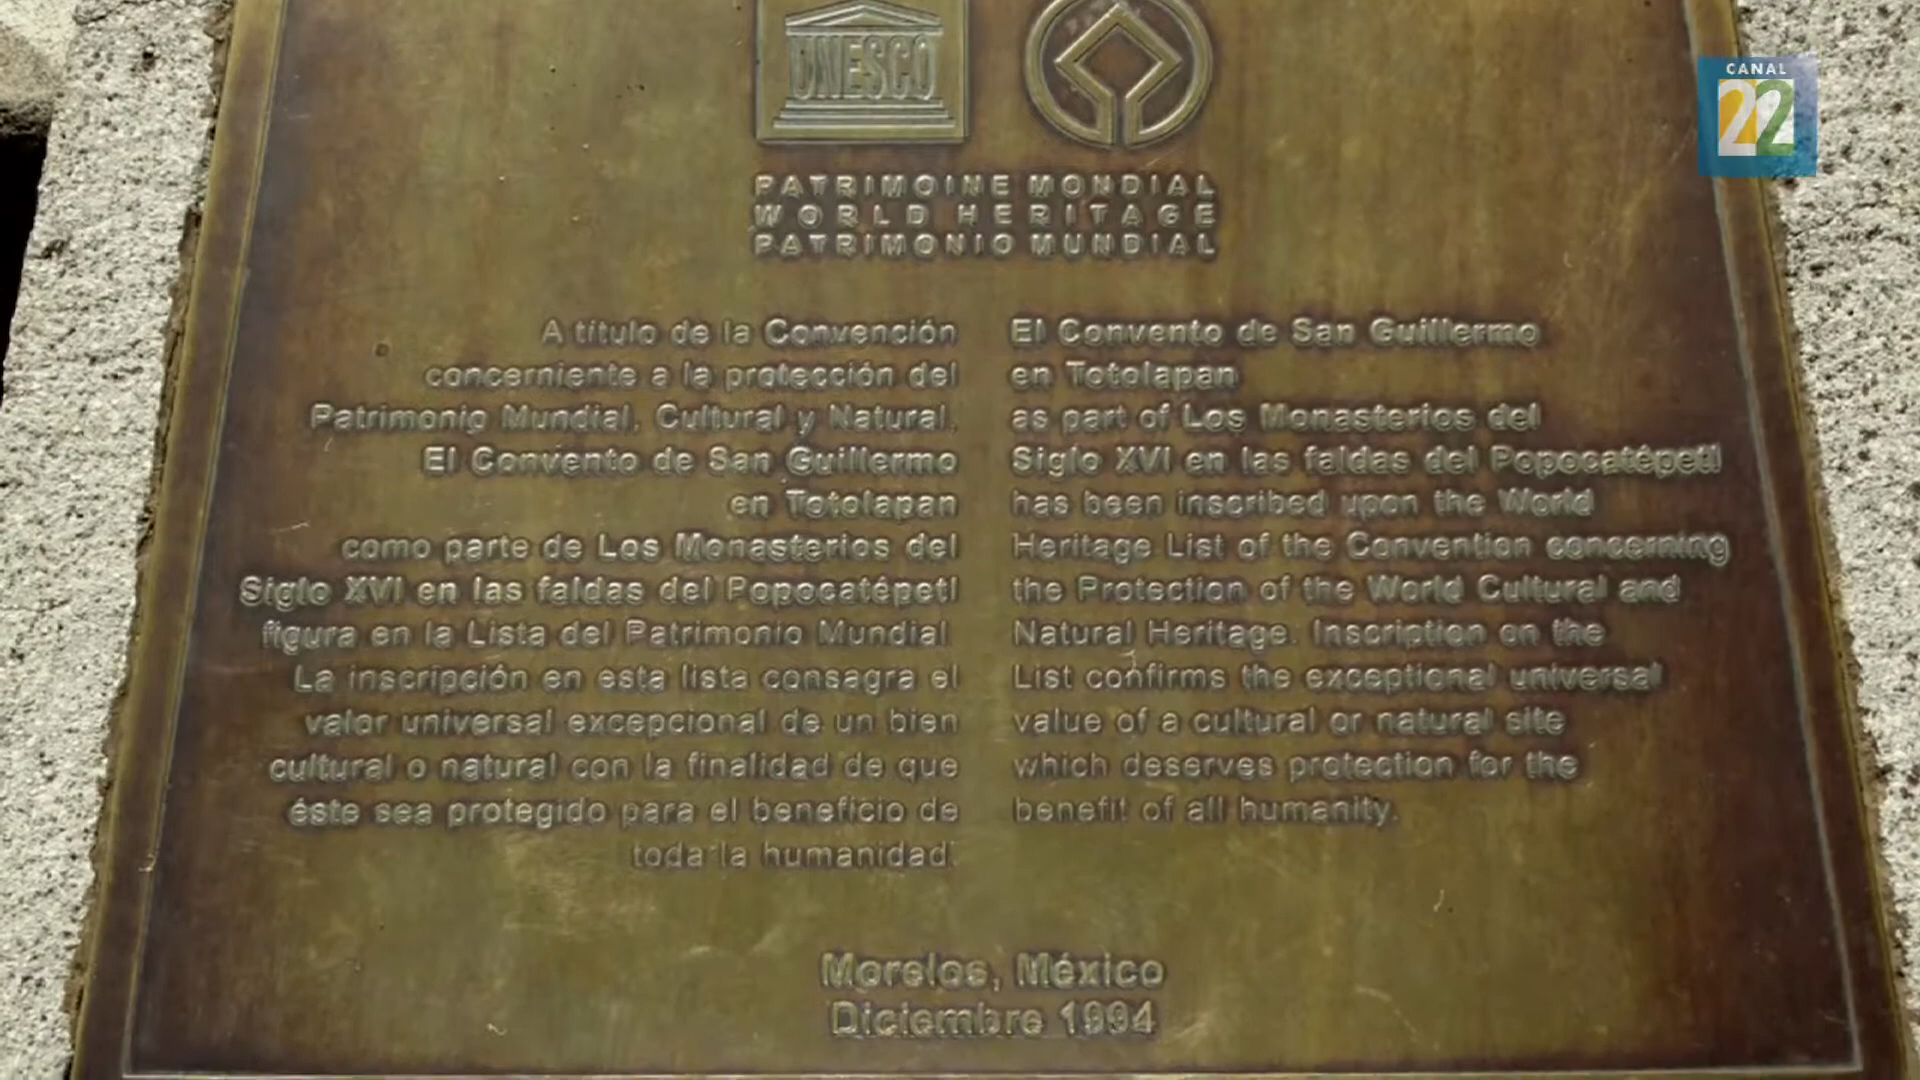 UNESCO
CANAL
22
PATRIMOINE MONDIAL
WORLD HERITAGE
PATRIMONIO MUNDIAL
A título de la Convención
concerniente a la protección del
Patrimonio Mundial, Cultural y Natural,
El Convento de San Guillermo
en Totolapan
como parte de Los Monasterios del
Siglo XVI en las faldas del Popocatépetl
figura en la Lista del Patrimonio Mundial
La inscripción en esta lista consagra el
valor universal excepcional de un bien
cultural o natural con la finalidad de que
éste sea protegido para el beneficio de
toda la humanidad.
El Convento de San Guillermo
en Totolapan
as part of Los Monasterios del
Siglo XVI en las faldas del Popocatépetl
has been inscribed upon the World
Heritage List of the Convention concerning
the Protection of the World Cultural and
Natural Heritage. Inscription on the
List confirms the exceptional universal
value of a cultural or natural site
which deserves protection for the
benefit of all humanity.
Morelos, México
Diciembre 1994